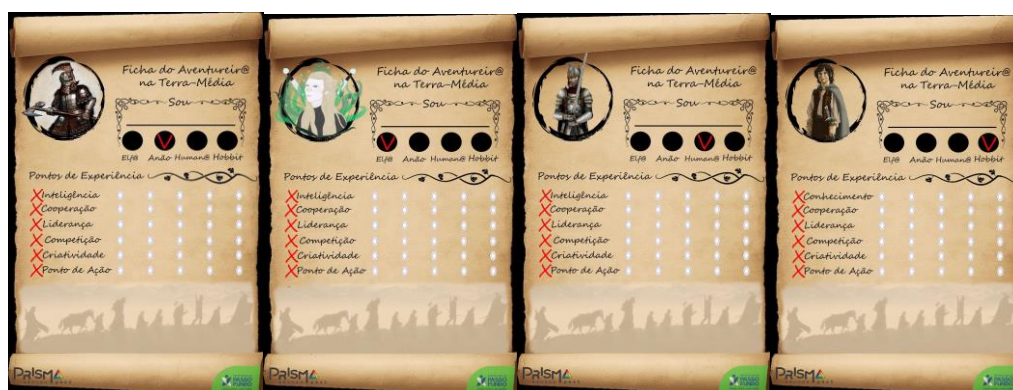 Ficha do Aventureir@
na Terra-Média
Sou
Elf@ Anão Human@ Hobbit
Pontos de Experiência
Inteligência
Cooperação
Liderança
Competição
Criatividade
Ponto de Ação
PRISMA
Ficha do Aventureir@
na Terra-Média
Sou
Elf@ Anão Human@ Hobbit
Pontos de Experiência
Inteligência
Cooperação
Liderança
Competição
Criatividade
Ponto de Ação
PRISMA
Ficha do Aventureir@
na Terra-Média
Sou
Elf@ Anão Human@ Hobbit
Pontos de Experiência
Inteligência
Cooperação
Liderança
Competição
Criatividade
Ponto de Ação
PRISMA
Ficha do Aventureir@
na Terra-Média
Sou
Elf@ Anão Human@ Hobbit
Pontos de Experiência
Conhecimento
Cooperação
Liderança
Competição
Criatividade
Ponto de Ação
PRISMA